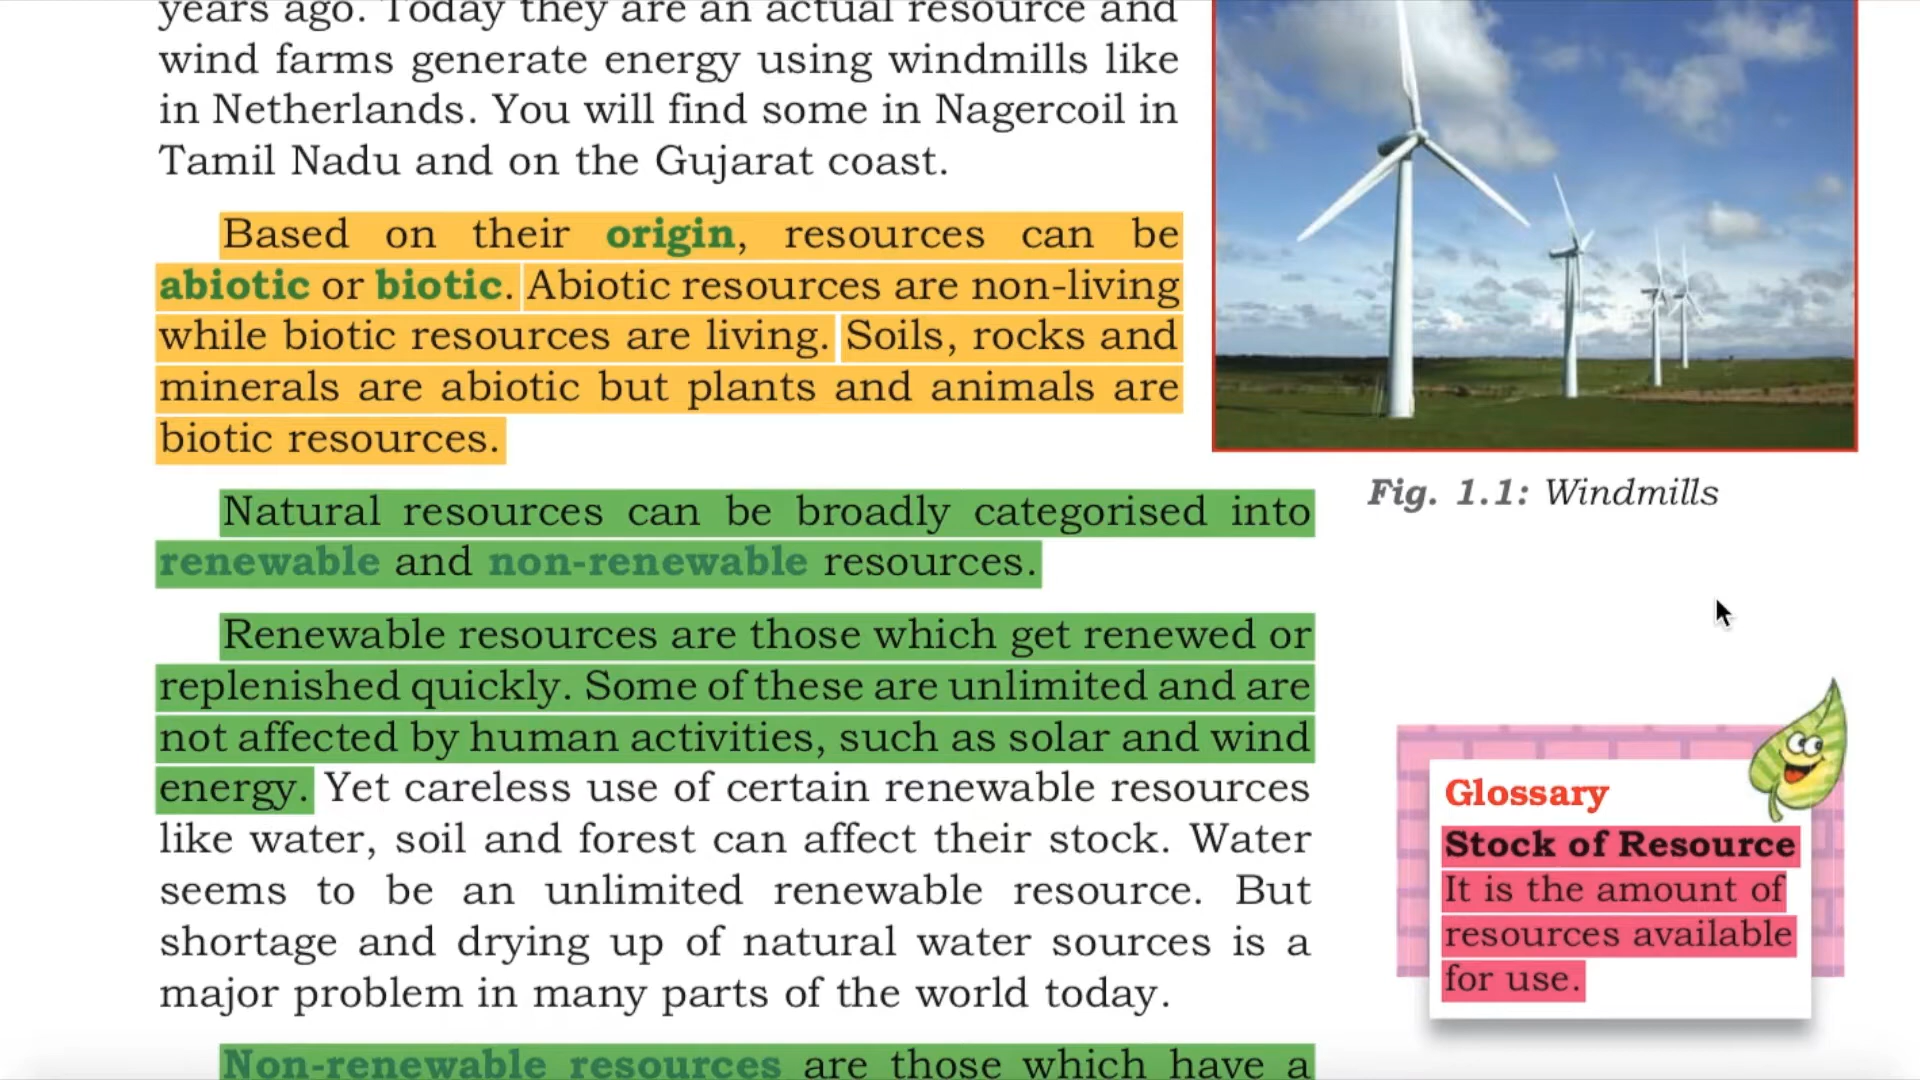 years ago. Today they are an actual resource and
wind farms generate energy using windmills like
in Netherlands. You will find some in Nagercoil in
Tamil Nadu and on the Gujarat coast.
Based on their origin, resources can be
abiotic or biotic. Abiotic resources are non-living
while biotic resources are living. Soils, rocks and
minerals are abiotic but plants and animals are
biotic resources.
Natural resources can be broadly categorised into
renewable and non-renewable resources.
Renewable resources are those which get renewed or
replenished quickly. Some of these are unlimited and are
not affected by human activities, such as solar and wind
energy. Yet careless use of certain renewable resources
like water, soil and forest can affect their stock. Water
seems to be an unlimited renewable resource. But
shortage and drying up of natural water sources is a
major problem in many parts of the world today.
Non-renewable resources are those which have a
Fig. 1.1: Windmills
Glossary
Stock of Resource
It is the amount of
resources available
for use.